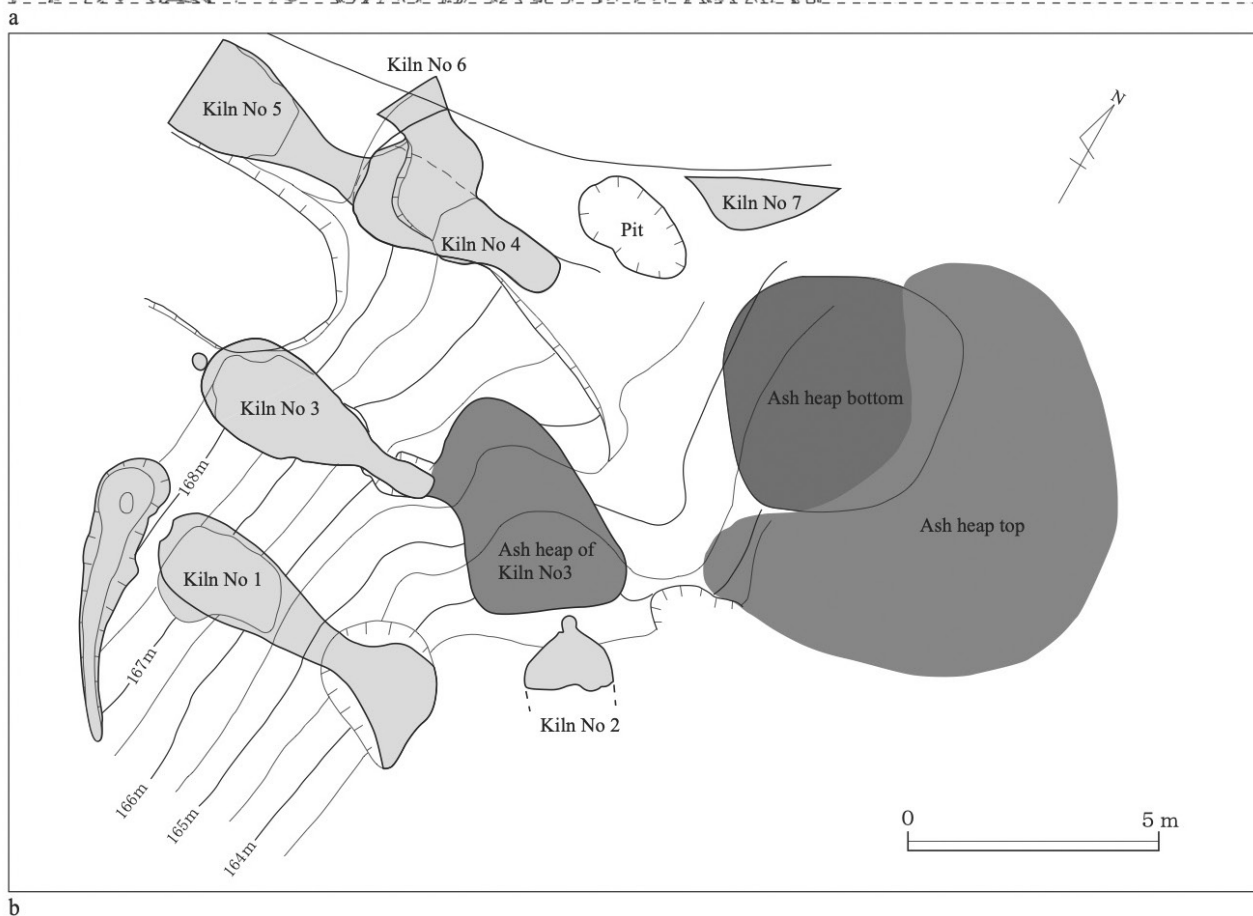 a
Kiln No 6
Kiln No 5
N
Kiln No 7
Pit
Kiln No 4
Ash heap bottom
Kiln No 3
168m
Ash heap top
Ash heap of
Kiln No3
Kiln No 1
167m
Kiln No 2
166m
165m
164m
0 5 m
b